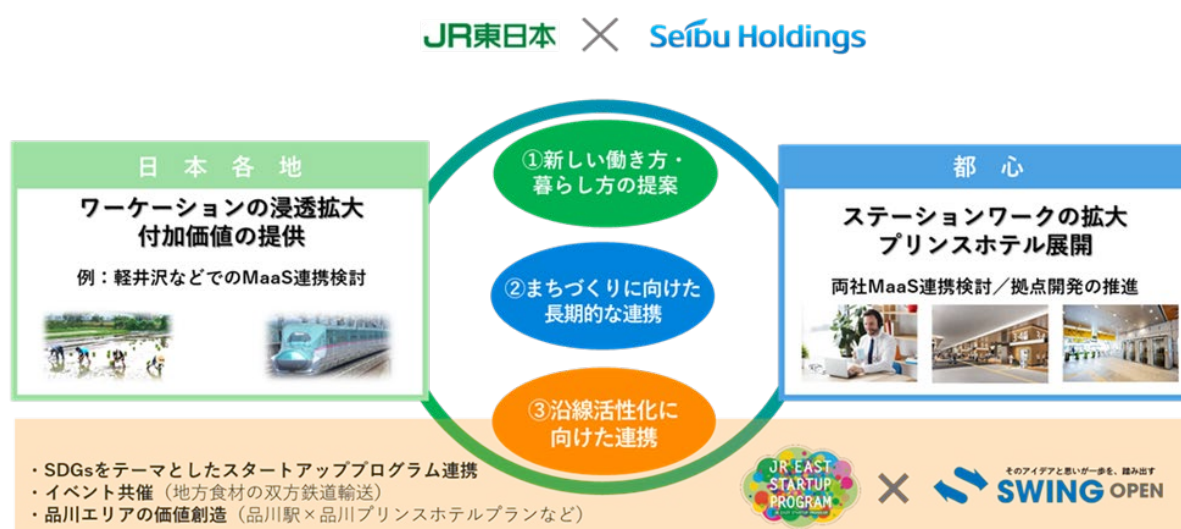 JR東日本 × Seibu Holdings
日本各地
ワーケーションの浸透拡大
付加価値の提供
例：軽井沢などでのMaaS連携検討
①新しい働き方・
暮らし方の提案
②まちづくりに向けた
長期的な連携
③沿線活性化に
向けた連携
都心
ステーションワークの拡大
プリンスホテル展開
両社MaaS連携検討／拠点開発の推進
・SDGsをテーマとしたスタートアッププログラム連携
・イベント共催（地方食材の双方鉄道輸送）
・品川エリアの価値創造（品川駅×品川プリンスホテルプランなど）
JR EAST
STARTUP
PROGRAM
×
そのアイデアと思いが一歩を、踏み出す
SWING OPEN